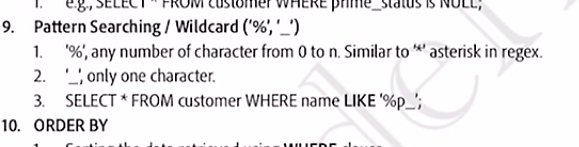 1. e.g., SELECT * FROM customer WHERE prime_status IS NULL;
9. Pattern Searching / Wildcard ('%', '_')
1. '%', any number of character from 0 to n. Similar to '*' asterisk in regex.
2. '_', only one character.
3. SELECT * FROM customer WHERE name LIKE '%p_';
10. ORDER BY
WHERE